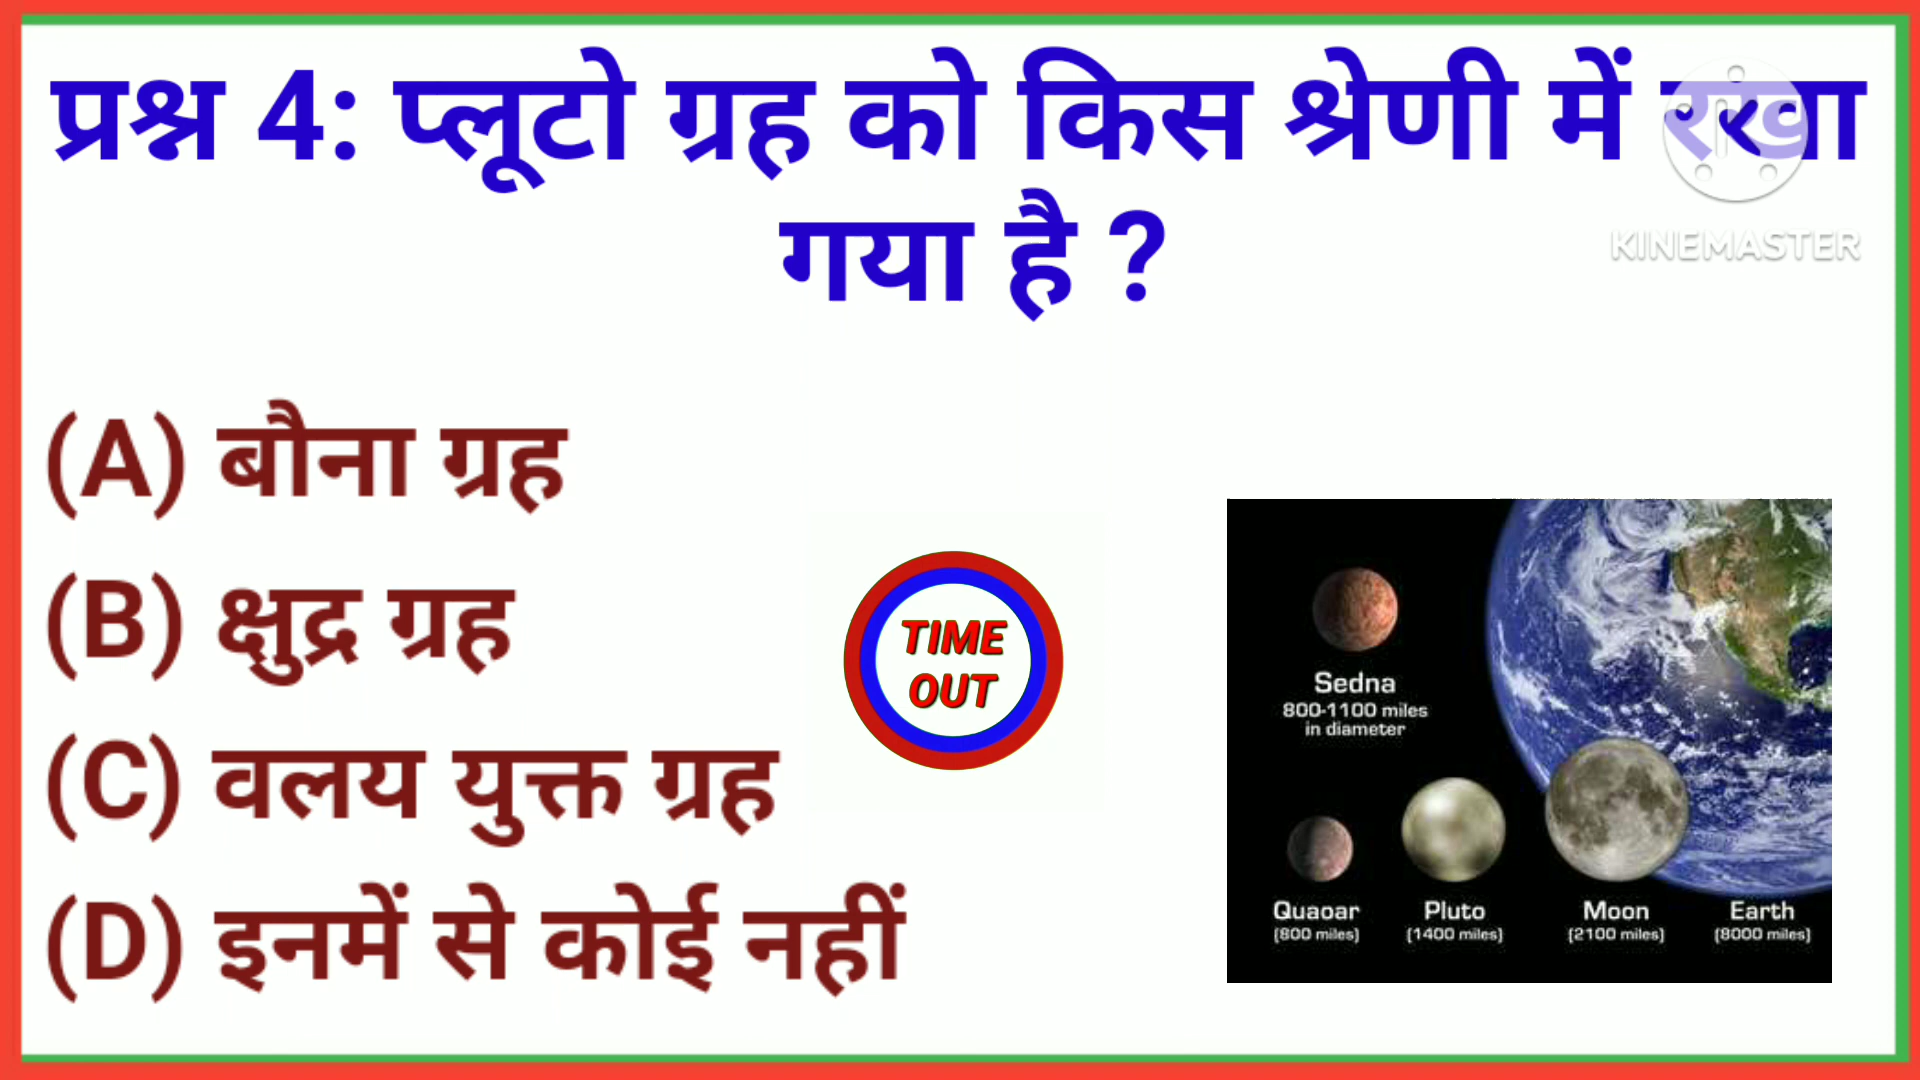 प्रश्न 4: प्लूटो ग्रह को किस श्रेणी में रखा
गया है ?
KINEMASTER
(A) बौना ग्रह
(B) क्षुद्र ग्रह
(C) वलय युक्त ग्रह
(D) इनमें से कोई नहीं
TIME
OUT
Sedna
800-1100 miles
in diameter
Quaoar Pluto Moon Earth
(800 miles) (1400 miles) (2100 miles) (8000 miles)